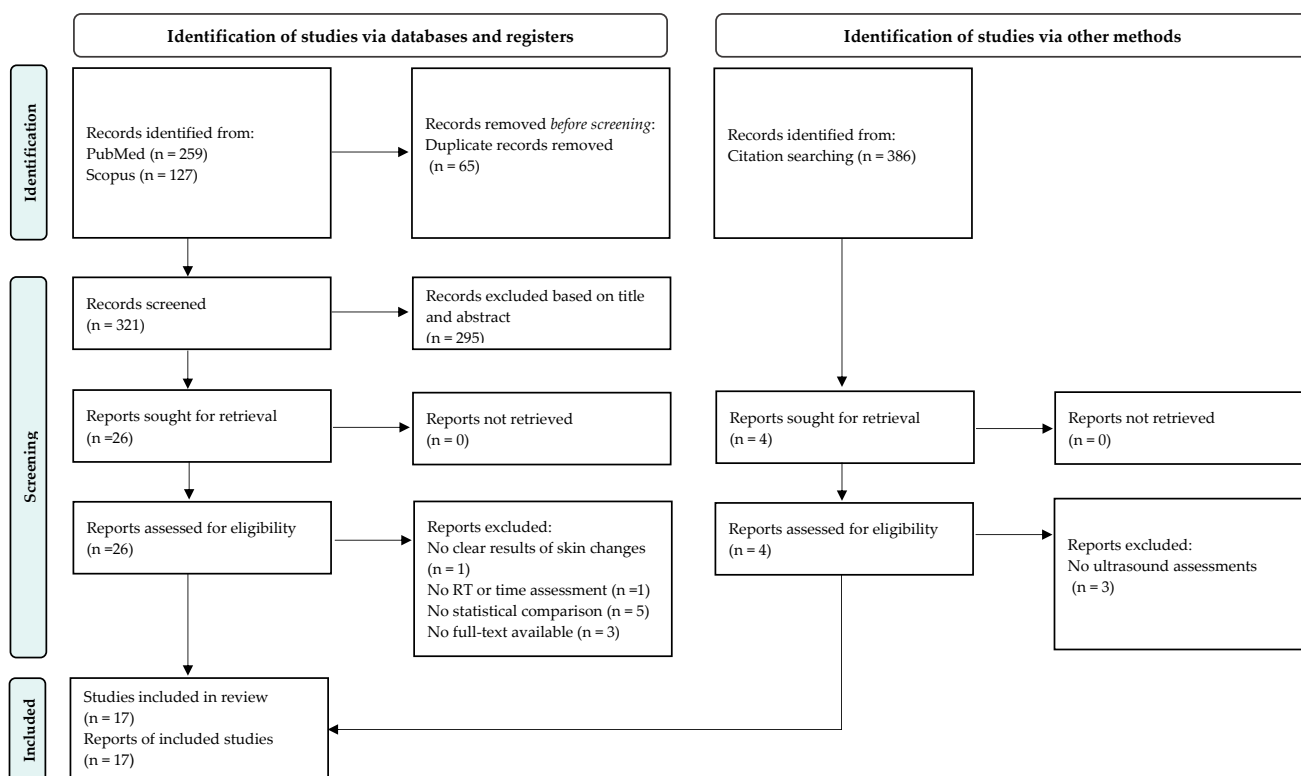 Identification of studies via databases and registers
Identification of studies via other methods
Identification
Records identified from:
PubMed (n = 259)
Scopus (n = 127)
Records removed before screening:
Duplicate records removed
(n = 65)
Records identified from:
Citation searching (n = 386)
Screening
Records screened
(n = 321)
Records excluded based on title
and abstract
(n = 295)
Reports sought for retrieval
(n =26)
Reports not retrieved
(n = 0)
Reports sought for retrieval
(n = 4)
Reports not retrieved
(n = 0)
Reports assessed for eligibility
(n =26)
Reports excluded:
No clear results of skin changes
(n = 1)
No RT or time assessment (n =1)
No statistical comparison (n = 5)
No full-text available (n = 3)
Reports assessed for eligibility
(n = 4)
Reports excluded:
No ultrasound assessments
(n = 3)
Included
Studies included in review
(n = 17)
Reports of included studies
(n = 17)